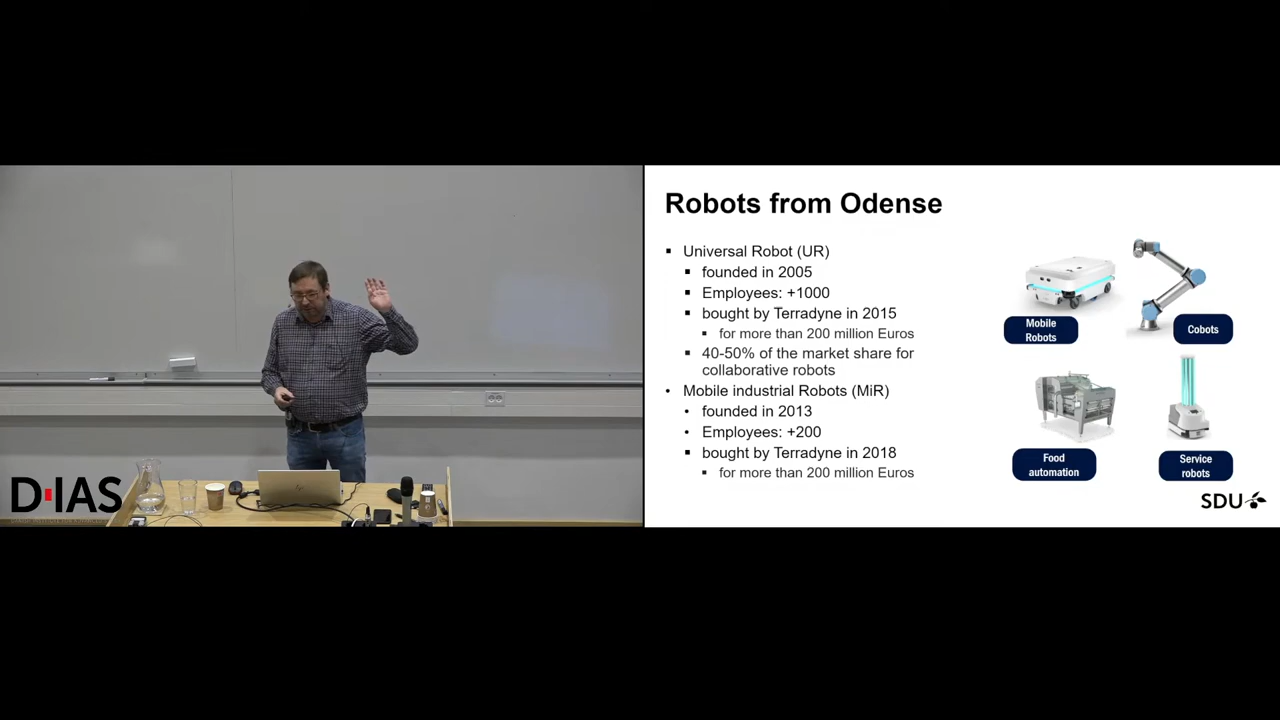 Robots from Odense
Universal Robot (UR)
founded in 2005
Employees: +1000
bought by Terradyne in 2015
for more than 200 million Euros
40-50% of the market share for
collaborative robots
Mobile industrial Robots (MiR)
founded in 2013
Employees: +200
bought by Terradyne in 2018
for more than 200 million Euros
Mobile
Robots
Cobots
Food
automation
Service
robots
SDU
D-IAS